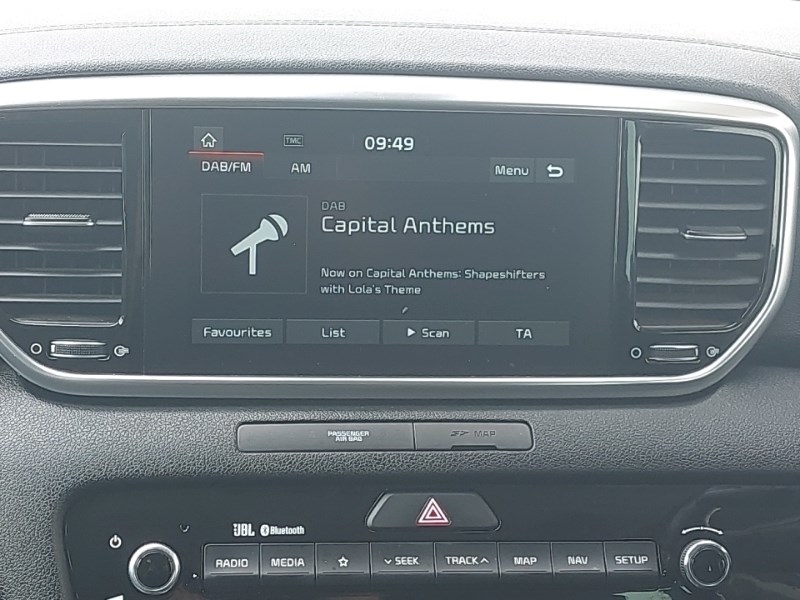 TMC
09:49
DAB/FM
AM
Menu
DAB
Capital Anthems
Now on Capital Anthems: Shapeshifters
with Lola's Theme
Favourites
List
Scan
TA
PASSENGER
AIR BAG
MAP
JBL Bluetooth
RADIO
MEDIA
SEEK
TRACK
MAP
NAV
SETUP